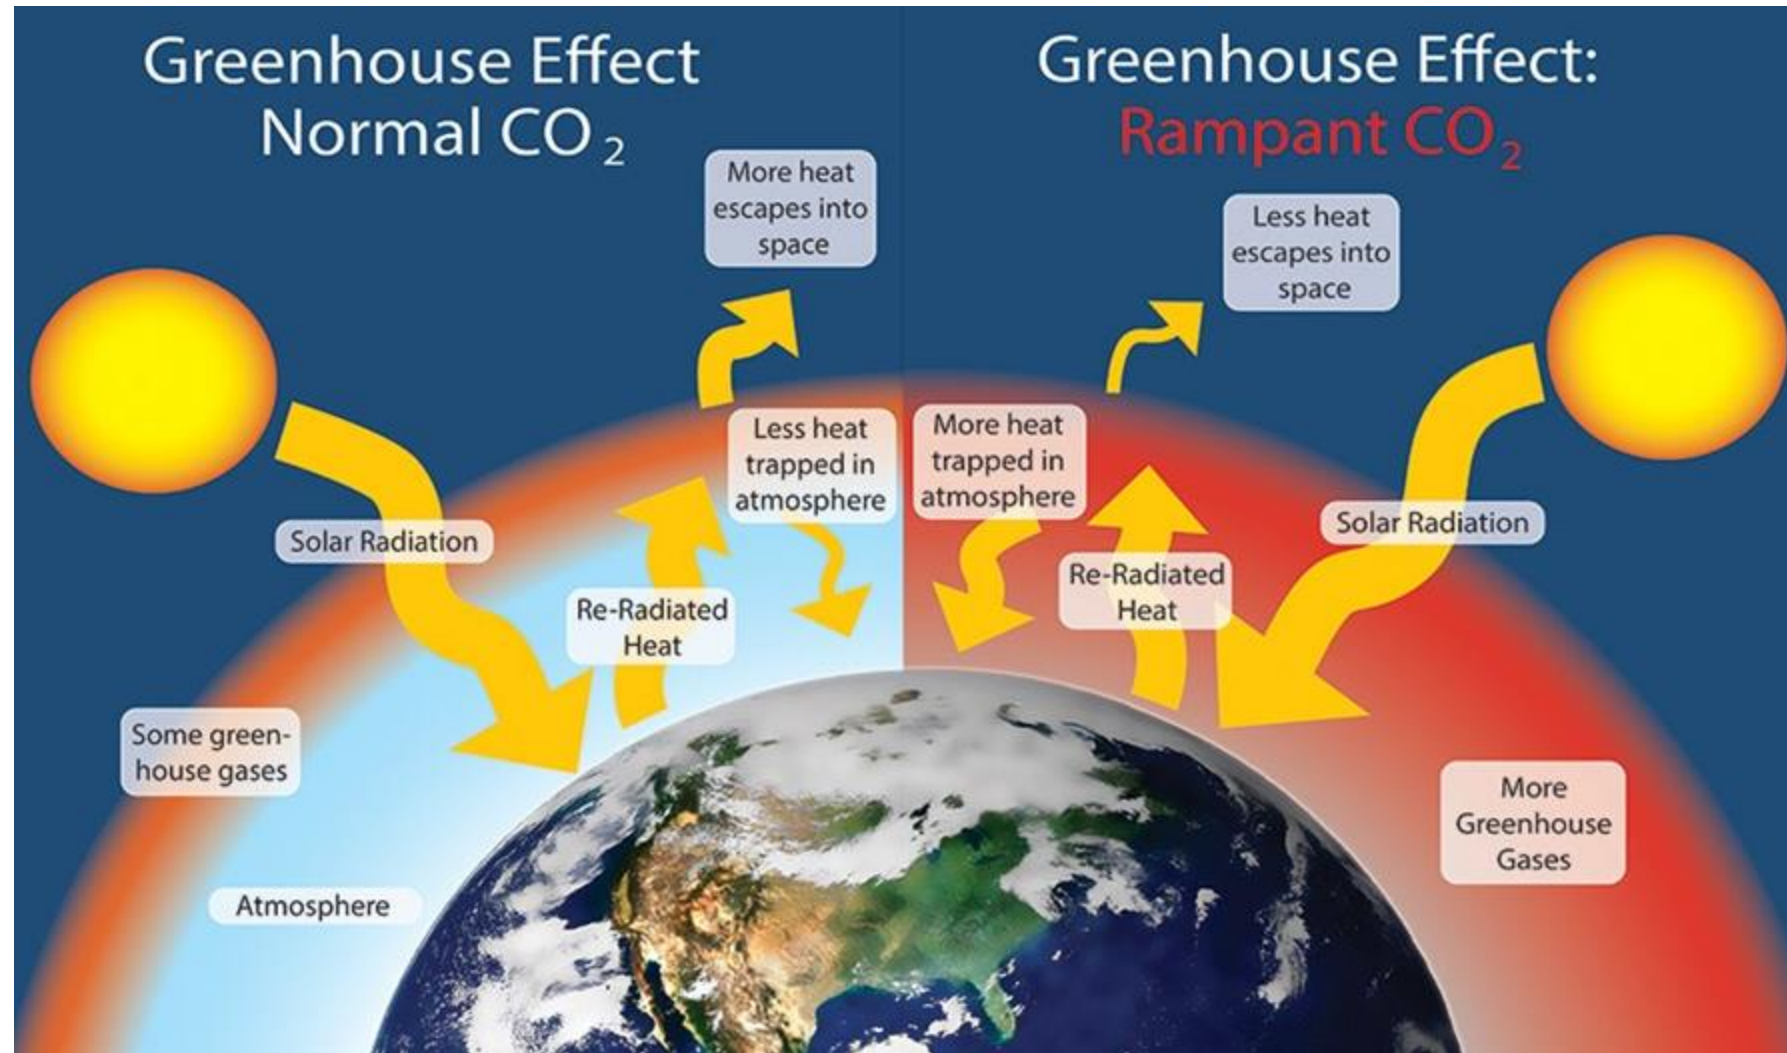 Greenhouse Effect
Normal CO2
More heat
escapes into
space
Less heat
trapped in
atmosphere
Solar Radiation
Re-Radiated
Heat
Some green-
house gases
Atmosphere
Greenhouse Effect:
Rampant CO2
Less heat
escapes into
space
More heat
trapped in
atmosphere
Solar Radiation
Re-Radiated
Heat
More
Greenhouse
Gases